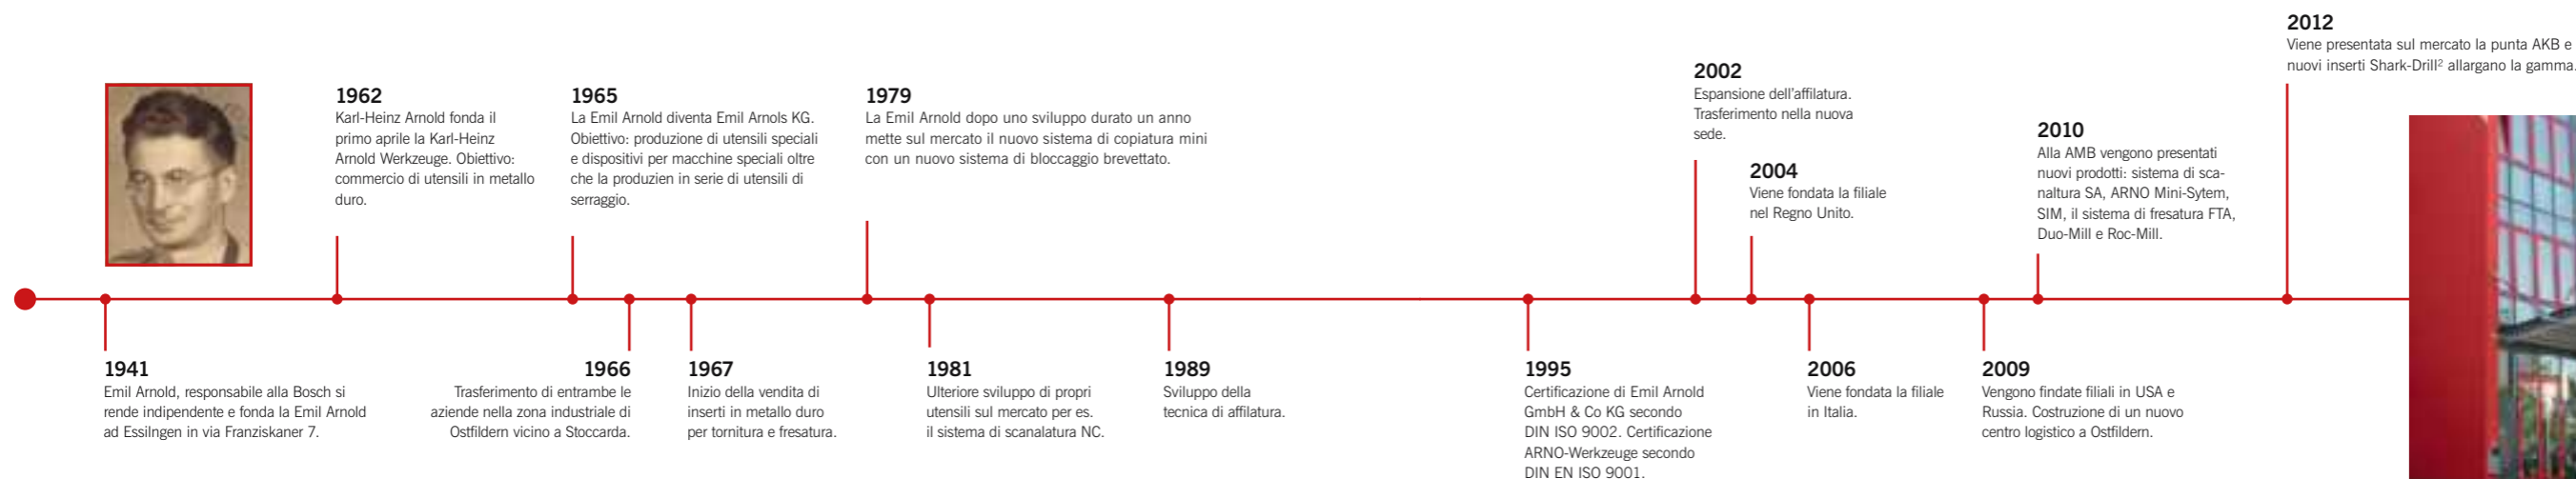 1941
Emil Arnold, responsabile alla Bosch si
rende indipendente e fonda la Emil Arnold
ad Essilngen in via Franziskaner 7.
1962
Karl-Heinz Arnold fonda il
primo aprile la Karl-Heinz
Arnold Werkzeuge. Obiettivo:
commercio di utensili in metallo
duro.
1965
La Emil Arnold diventa Emil Arnols KG.
Obiettivo: produzione di utensili speciali
e dispositivi per macchine speciali oltre
che la produzien in serie di utensili di
serraggio.
1966
Trasferimento di entrambe le
aziende nella zona industriale di
Ostfildern vicino a Stoccarda.
1967
Inizio della vendita di
inserti in metallo duro
per tornitura e fresatura.
1979
La Emil Arnold dopo uno sviluppo durato un anno
mette sul mercato il nuovo sistema di copiatura mini
con un nuovo sistema di bloccaggio brevettato.
1981
Ulteriore sviluppo di propri
utensili sul mercato per es.
il sistema di scanalatura NC.
1989
Sviluppo della
tecnica di affilatura.
1995
Certificazione di Emil Arnold
GmbH & Co KG secondo
DIN ISO 9002. Certificazione
ARNO-Werkzeuge secondo
DIN EN ISO 9001.
2002
Espansione dell'affilatura.
Trasferimento nella nuova
sede.
2004
Viene fondata la filiale
nel Regno Unito.
2006
Viene fondata la filiale
in Italia.
2009
Vengono findate filiali in USA e
Russia. Costruzione di un nuovo
centro logistico a Ostfildern.
2010
Alla AMB vengono presentati
nuovi prodotti: sistema di sca-
naltura SA, ARNO Mini-Sytem,
SIM, il sistema di fresatura FTA,
Duo-Mill e Roc-Mill.
2012
Viene presentata sul mercato la punta AKB e
nuovi inserti Shark-Drill² allargano la gamma.